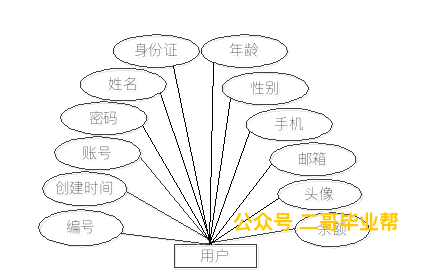 身份证
年龄
姓名
性别
密码
手机
账号
邮箱
创建时间
头像
编号
公众号 二哥毕业帮
余额
用户